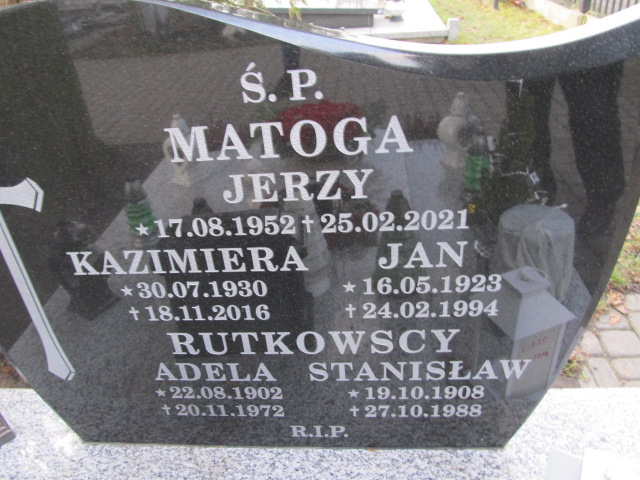 Ś. P.
MATOGA
JERZY
★17.08.1952 †25.02.2021
KAZIMIERA JAN
★30.07.1930 ★16.05.1923
†18.11.2016 †24.02.1994
RUTKOWSCY
ADELA STANISŁAW
★22.08.1902 ★19.10.1908
†20.11.1972 †27.10.1988
R.I.P.